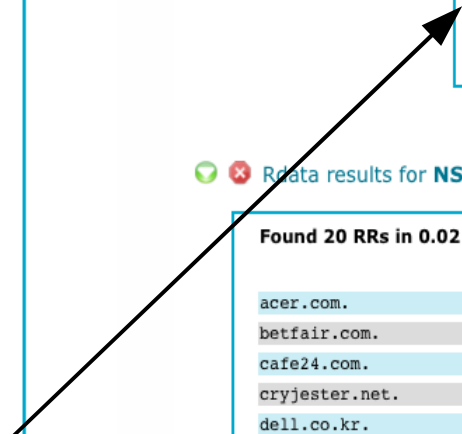 Rdata results for NS
Found 20 RRs in 0.02
acer.com.
betfair.com.
cafe24.com.
cryjester.net.
dell.co.kr.